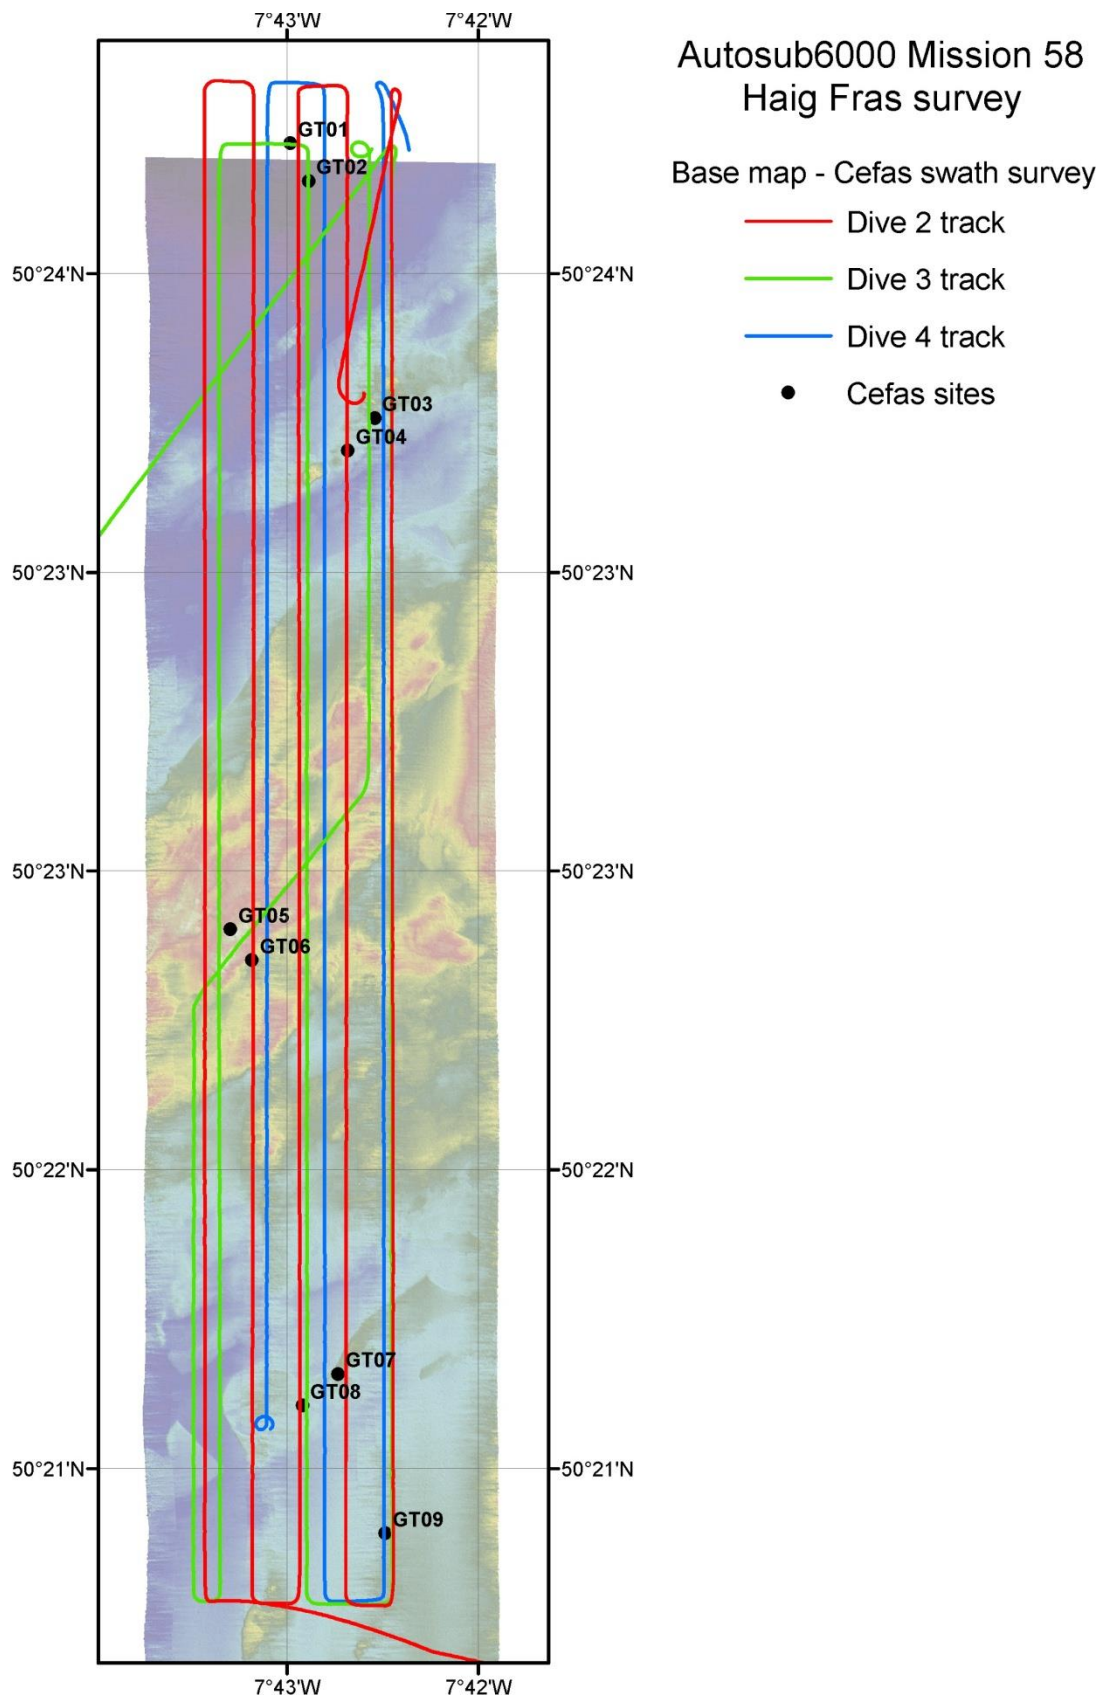 7°43'W 7°42'W
Autosub6000 Mission 58
Haig Fras survey
Base map - Cefas swath survey
Dive 2 track
Dive 3 track
Dive 4 track
Cefas sites
GT01
GT02
50°24'N 50°24'N
GT03
GT04
50°23'N 50°23'N
50°23'N 50°23'N
GT05
GT06
50°22'N 50°22'N
GT07
GT08
50°21'N 50°21'N
GT09
7°43'W 7°42'W